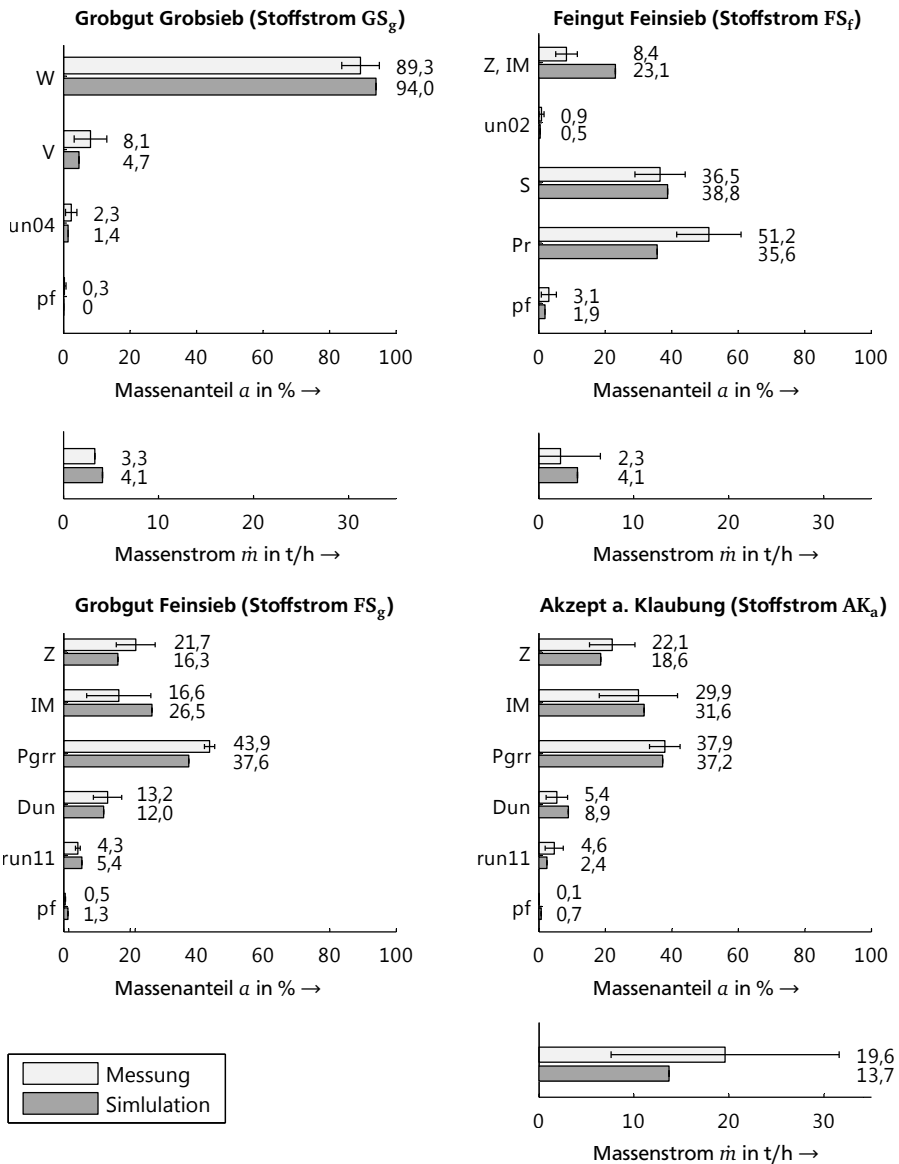 Grobgut Grobsieb (Stoffstrom GSg)
W
89,3
94,0
V
8,1
4,7
un04
2,3
1,4
pf
0,3
0
0 20 40 60 80 100
Massenanteil a in % →
3,3
4,1
0 10 20 30
Massenstrom ṁ in t/h →
Feingut Feinsieb (Stoffstrom FSf)
Z, IM
8,4
23,1
un02
0,9
0,5
S
36,5
38,8
Pr
51,2
35,6
pf
3,1
1,9
0 20 40 60 80 100
Massenanteil a in % →
2,3
4,1
0 10 20 30
Massenstrom ṁ in t/h →
Grobgut Feinsieb (Stoffstrom FSg)
Z
21,7
16,3
IM
16,6
26,5
Pgrr
43,9
37,6
Dun
13,2
12,0
run11
4,3
5,4
pf
0,5
1,3
0 20 40 60 80 100
Massenanteil a in % →
Akzept a. Klaubung (Stoffstrom AKa)
Z
22,1
18,6
IM
29,9
31,6
Pgrr
37,9
37,2
Dun
5,4
8,9
run11
4,6
2,4
pf
0,1
0,7
0 20 40 60 80 100
Massenanteil a in % →
19,6
13,7
0 10 20 30
Massenstrom ṁ in t/h →
Messung
Simlulation